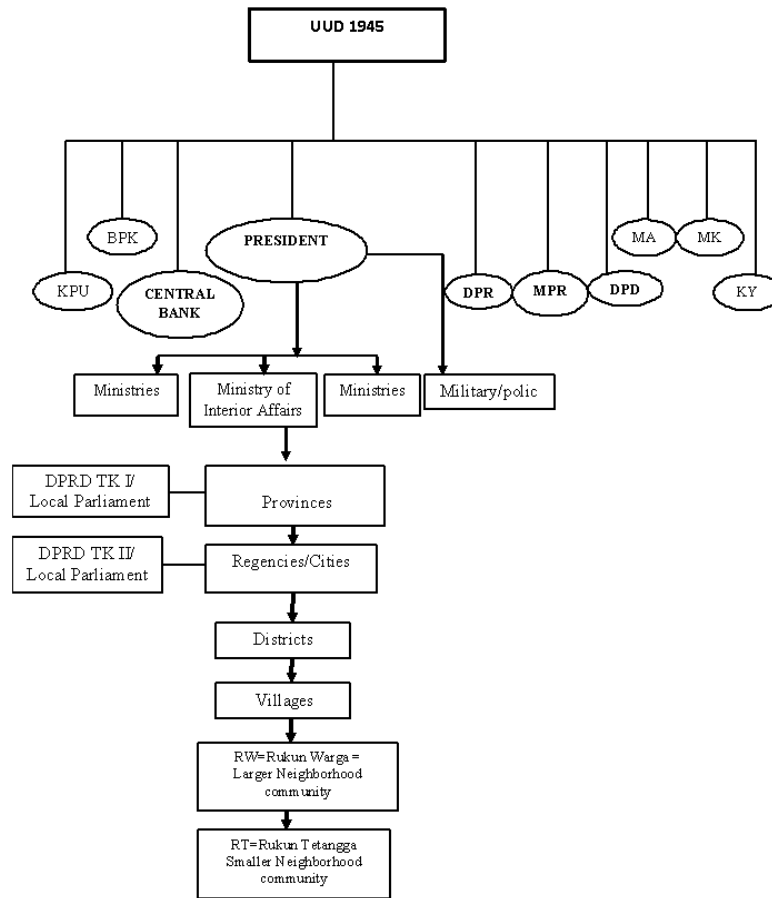 UUD 1945
BPK
PRESIDENT
MA
MK
KPU
CENTRAL
BANK
DPR
MPR
DPD
KY
Ministries
Ministry of
Interior Affairs
Ministries
Military/polic
DPRD TK I/
Local Parliament
Provinces
DPRD TK II/
Local Parliament
Regencies/Cities
Districts
Villages
RW=Rukun Warga =
Larger Neighborhood
community
RT=Rukun Tetangga
Smaller Neighborhood
community